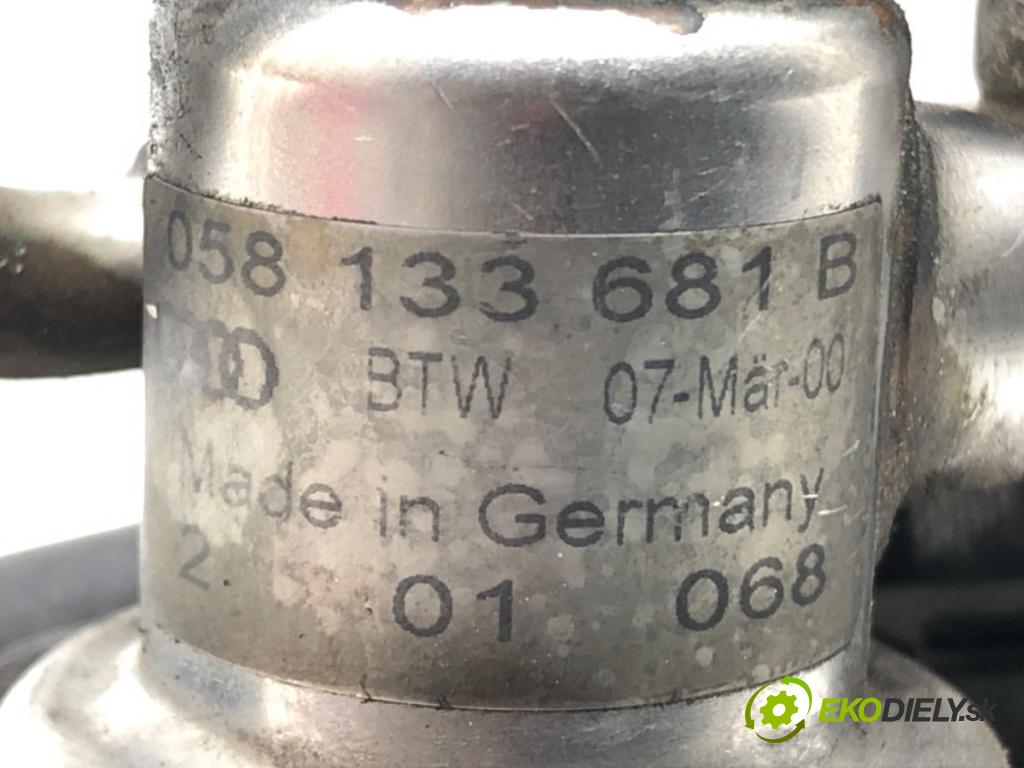 058 133 681 B
BTW 07-Mär-00
Made in Germany
2 01 068
EKODIELY.sk